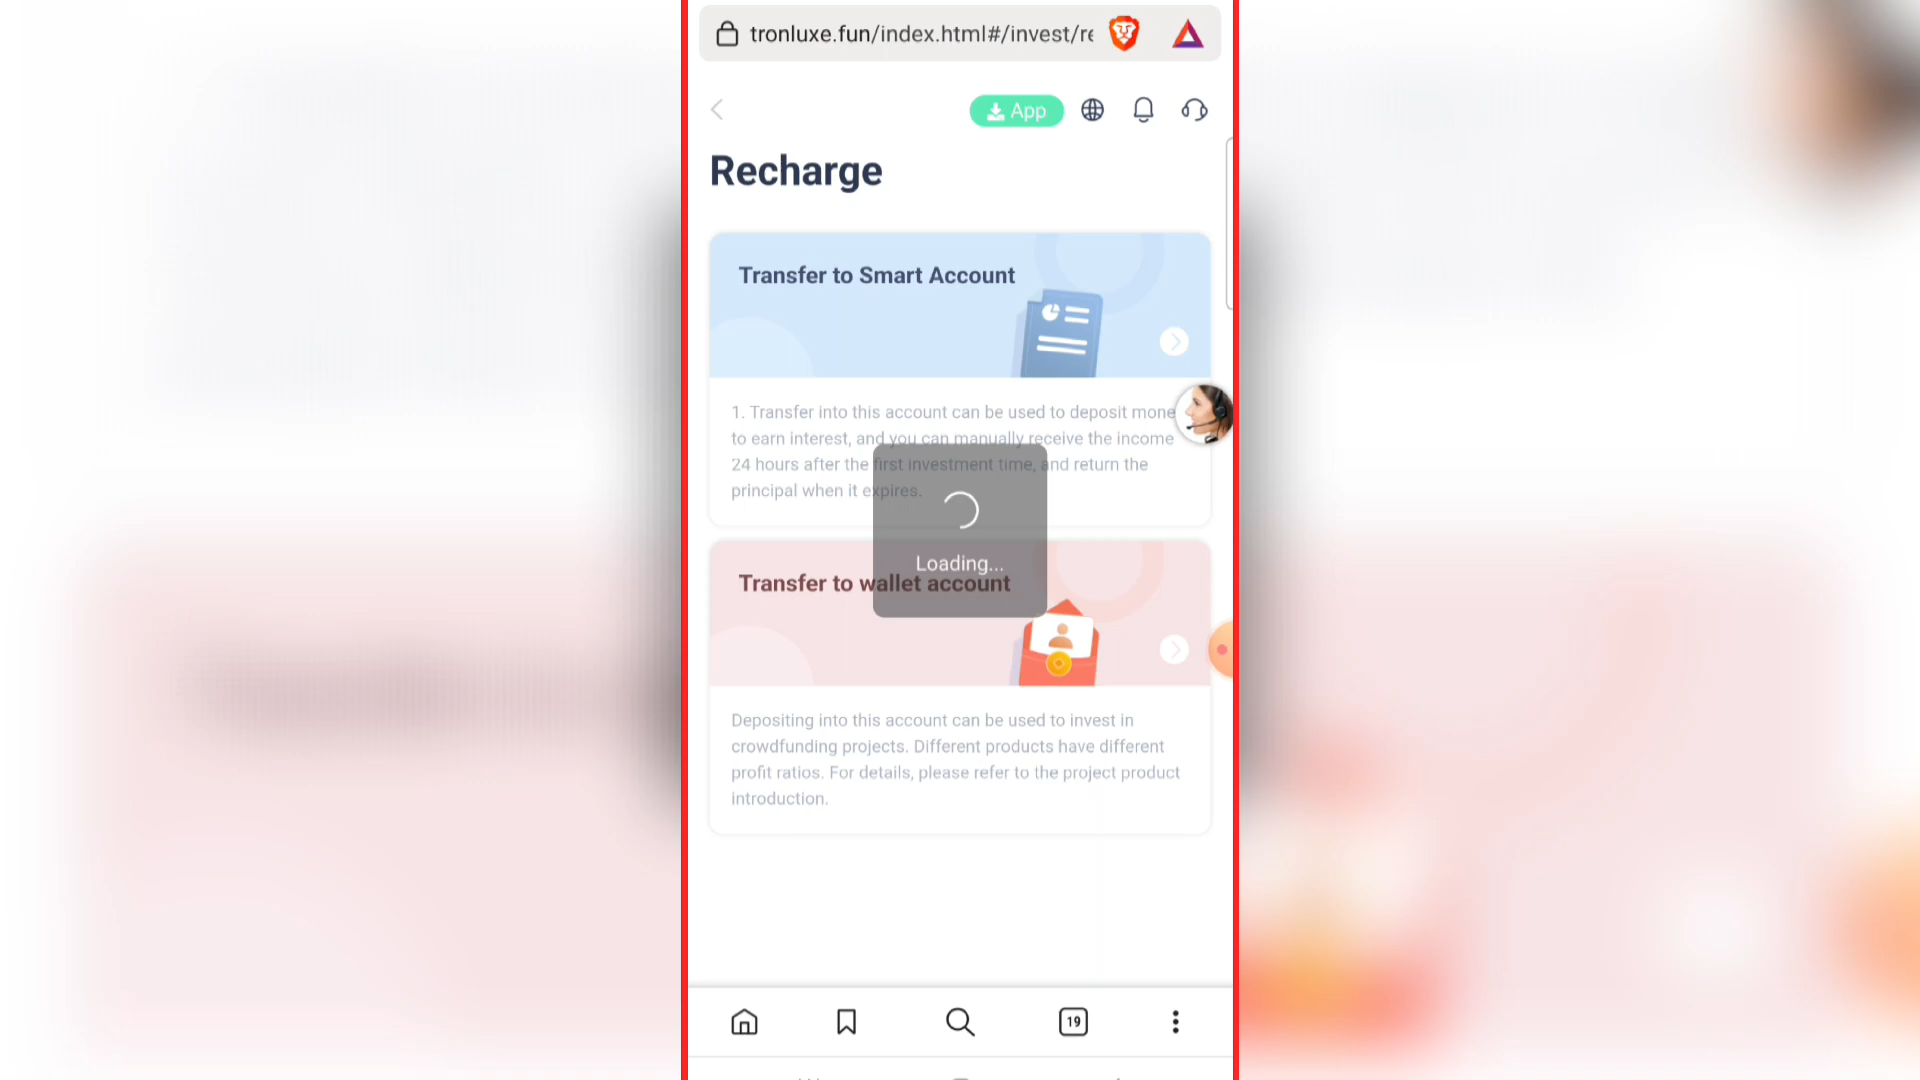 tronluxe.fun/index.html#/invest/re
App
Recharge
Transfer to Smart Account
1. Transfer into this account can be used to deposit mone
to earn interest, and you can manually receive the income
24 hours after the first investment time, and return the
principal when it expires.
Loading...
Transfer to wallet account
Depositing into this account can be used to invest in
crowdfunding projects. Different products have different
profit ratios. For details, please refer to the project product
introduction.
19